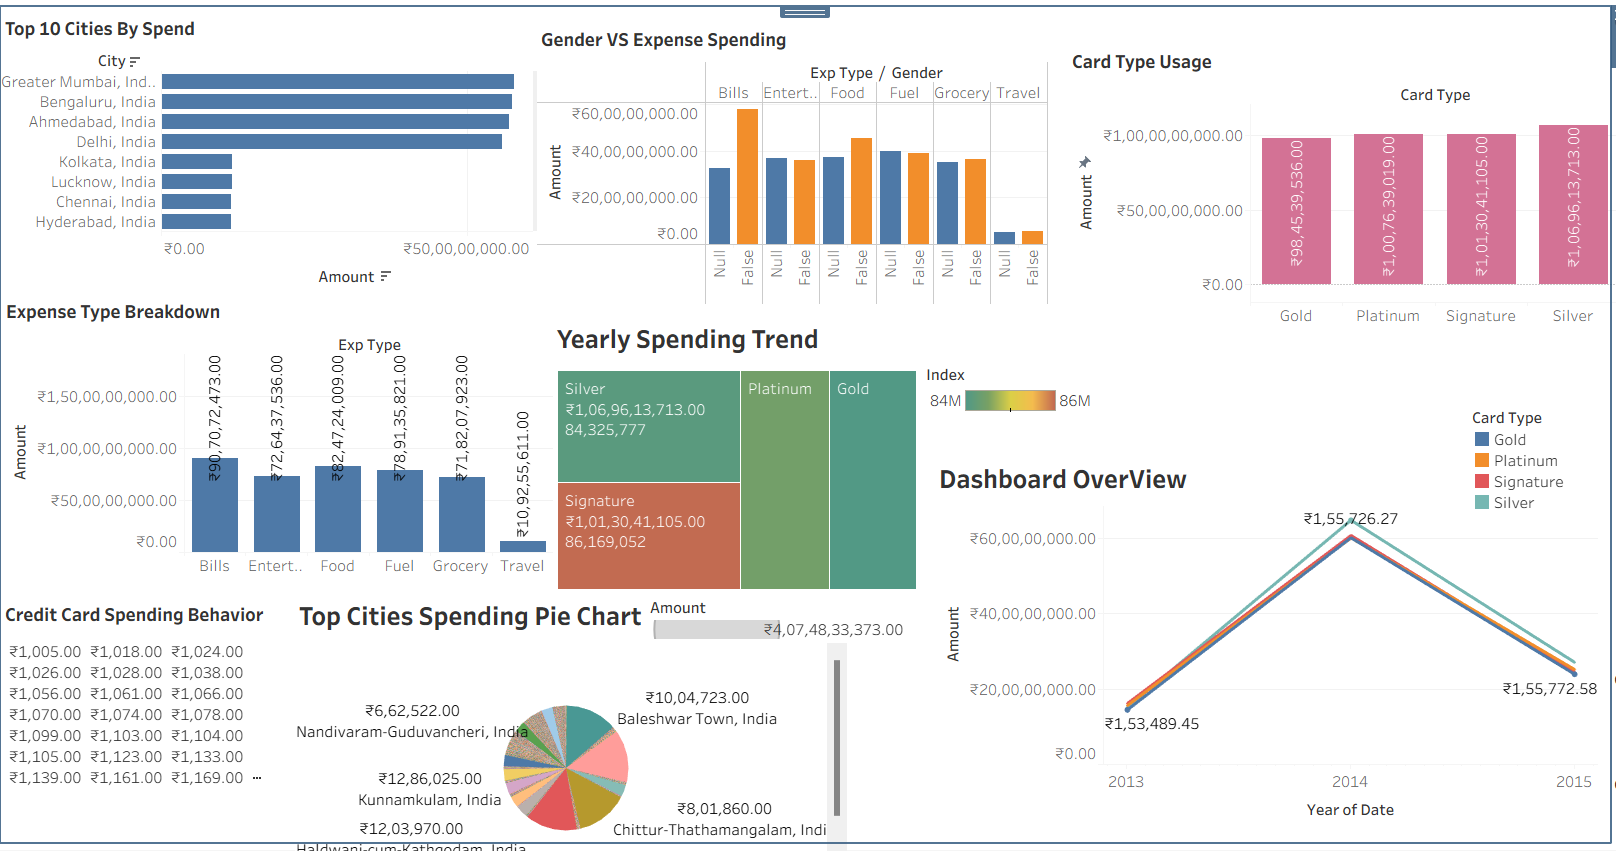 Top 10 Cities By Spend
City
Greater Mumbai, Ind..
Bengaluru, India
Ahmedabad, India
Delhi, India
Kolkata, India
Lucknow, India
Chennai, India
Hyderabad, India
₹0.00 ₹50,00,00,000.00
Amount
Gender VS Expense Spending
Exp Type / Gender
Bills Entert.. Food Fuel Grocery Travel
₹60,00,00,000.00
₹40,00,00,000.00
₹20,00,00,000.00
₹0.00
Amount
Null False Null False Null False Null False Null False Null False
Card Type Usage
Card Type
₹1,00,00,00,000.00
₹50,00,00,000.00
₹0.00
Amount
₹98,45,39,536.00
₹1,00,76,39,019.00
₹1,01,30,41,105.00
₹1,06,96,13,713.00
Gold Platinum Signature Silver
Expense Type Breakdown
Exp Type
₹1,50,00,00,000.00
₹1,00,00,00,000.00
₹50,00,00,000.00
₹0.00
Amount
₹90,70,72,473.00
₹72,64,37,536.00
₹82,47,24,009.00
₹78,91,35,821.00
₹71,82,07,923.00
₹10,92,55,611.00
Bills Entert.. Food Fuel Grocery Travel
Yearly Spending Trend
Silver
₹1,06,96,13,713.00
84,325,777
Signature
₹1,01,30,41,105.00
86,169,052
Platinum
Gold
Index
84M 86M
Card Type
Gold
Platinum
Signature
Silver
Dashboard OverView
₹60,00,00,000.00
₹40,00,00,000.00
₹20,00,00,000.00
₹0.00
Amount
₹1,55,726.27
₹1,55,772.58
₹1,53,489.45
2013 2014 2015
Year of Date
Credit Card Spending Behavior
₹1,005.00 ₹1,018.00 ₹1,024.00
₹1,026.00 ₹1,028.00 ₹1,038.00
₹1,056.00 ₹1,061.00 ₹1,066.00
₹1,070.00 ₹1,074.00 ₹1,078.00
₹1,099.00 ₹1,103.00 ₹1,104.00
₹1,105.00 ₹1,123.00 ₹1,133.00
₹1,139.00 ₹1,161.00 ₹1,169.00 ...
Top Cities Spending Pie Chart
Amount
₹4,07,48,33,373.00
₹6,62,522.00
Nandivaram-Guduvancheri, India
₹10,04,723.00
Baleshwar Town, India
₹12,86,025.00
Kunnamkulam, India
₹8,01,860.00
Chittur-Thathamangalam, Indi
₹12,03,970.00
Haldwani-cum-Kathgodam, India